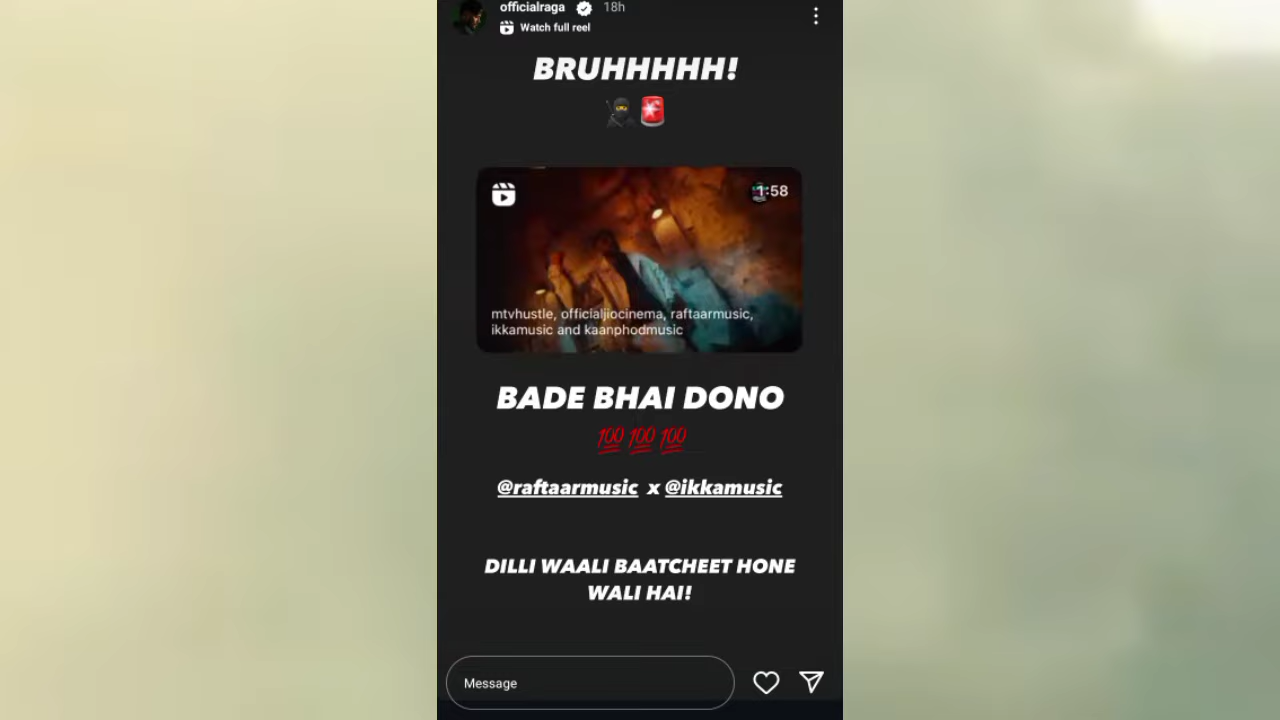 officialraga 18h
Watch full reel
BRUHHHHH!
1:58
mtvhustle, officialjiocinema, raftaarmusic,
ikkamusic and kaanphodmusic
BADE BHAI DONO
💯💯💯
@raftaarmusic x @ikkamusic
DILLI WAALI BAATCHEET HONE
WALI HAI!
Message